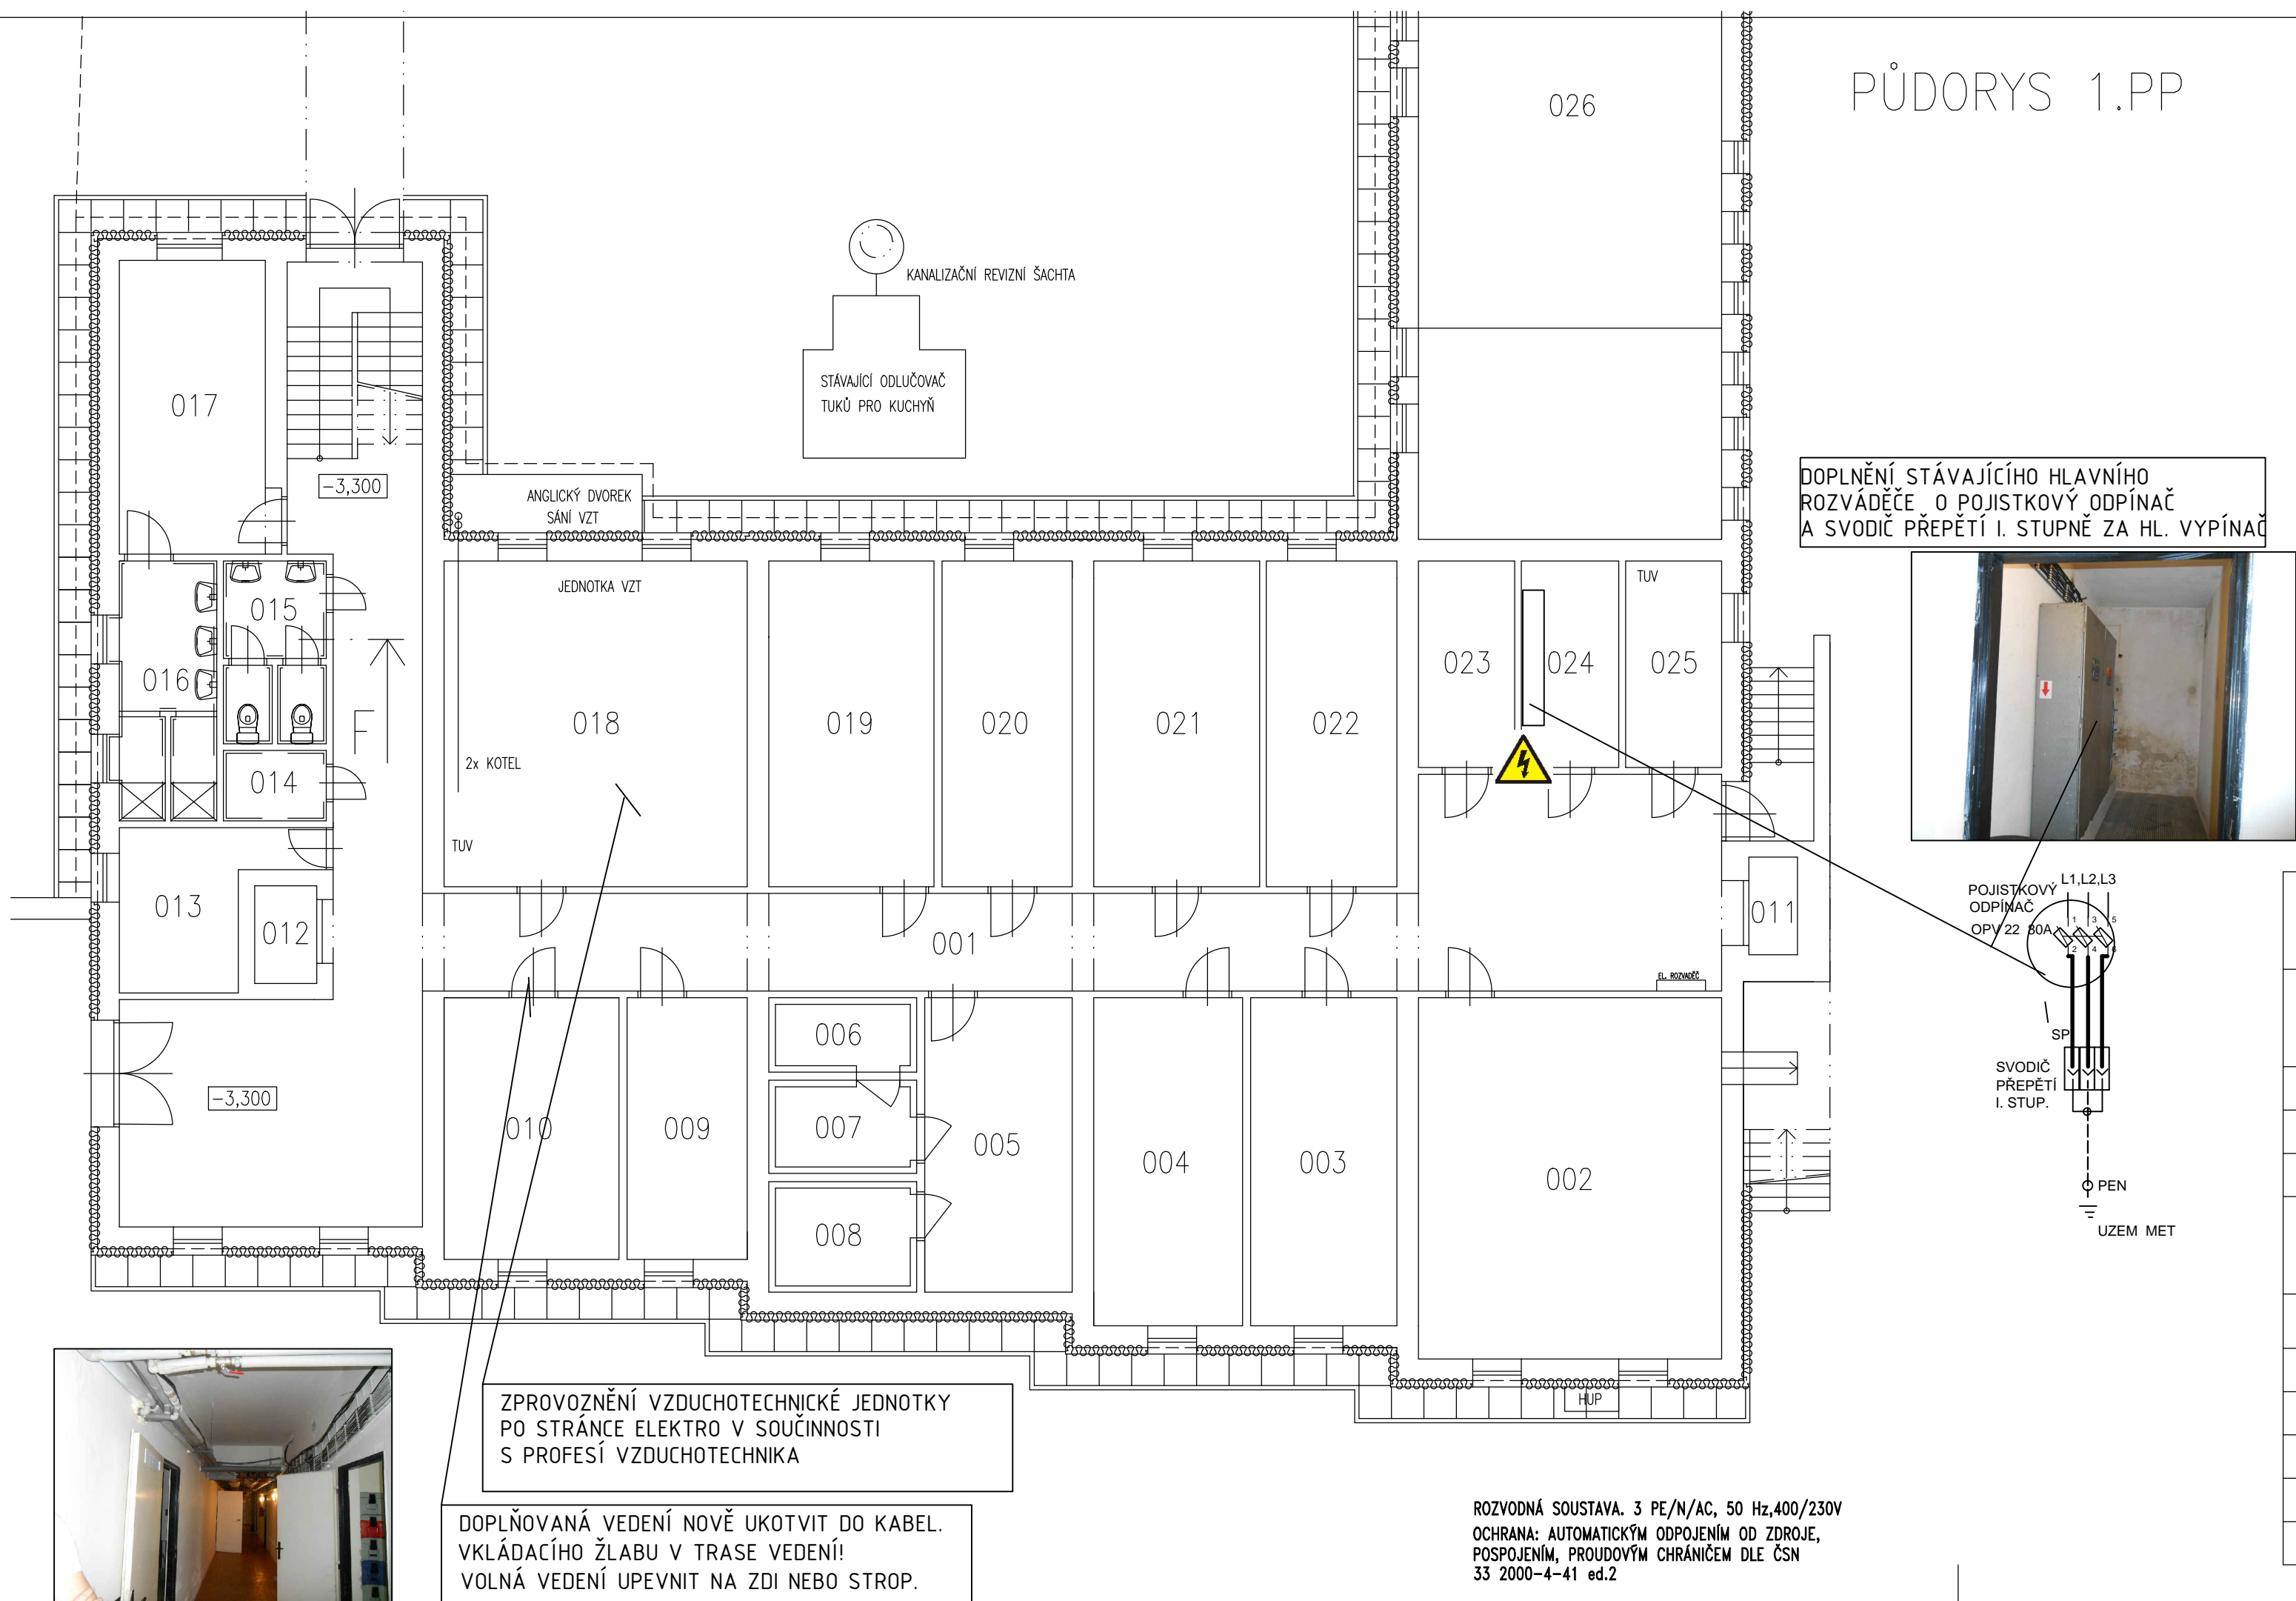 PŮDORYS 1.PP
026
KANALIZAČNÍ REVIZNÍ ŠACHTA
STÁVAJÍCÍ ODLUČOVAČ
TUKŮ PRO KUCHYŇ
017
-3,300
ANGLICKÝ DVOREK
SÁNÍ VZT
DOPLNĚNÍ STÁVAJÍCÍHO HLAVNÍHO
ROZVÁDĚČE O POJISTKOVÝ ODPÍNAČ
A SVODIČ PŘEPĚTÍ I. STUPNĚ ZA HL. VYPÍNAČ
JEDNOTKA VZT
TUV
015
016
014
018
2x KOTEL
TUV
019
020
021
022
023
024
025
013
012
001
011
EL. ROZVADĚČ
POJISTKOVÝ
ODPÍNAČ
OPV 22 80A
L1,L2,L3
1 3 5
2 4 6
SP
SVODIČ
PŘEPĚTÍ
I. STUP.
PEN
UZEM MET
-3,300
010
009
006
007
008
005
004
003
002
HUP
ZPROVOZNĚNÍ VZDUCHOTECHNICKÉ JEDNOTKY
PO STRÁNCE ELEKTRO V SOUČINNOSTI
S PROFESÍ VZDUCHOTECHNIKA
DOPLŇOVANÁ VEDENÍ NOVĚ UKOTVIT DO KABEL.
VKLÁDACÍHO ŽLABU V TRASE VEDENÍ!
VOLNÁ VEDENÍ UPEVNIT NA ZDI NEBO STROP.
ROZVODNÁ SOUSTAVA. 3 PE/N/AC, 50 Hz,400/230V
OCHRANA: AUTOMATICKÝM ODPOJENÍM OD ZDROJE,
POSPOJENÍM, PROUDOVÝM CHRÁNIČEM DLE ČSN
33 2000-4-41 ed.2